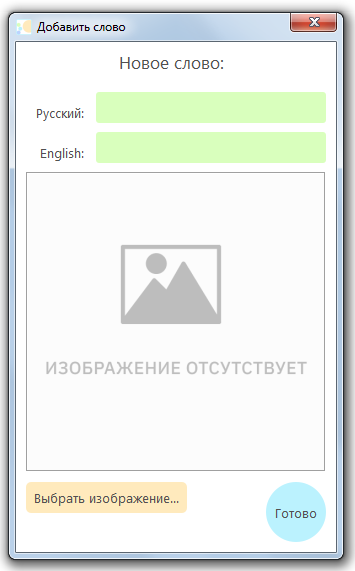 Добавить слово
Новое слово:
Русский:
English:
ИЗОБРАЖЕНИЕ ОТСУТСТВУЕТ
Выбрать изображение...
Готово